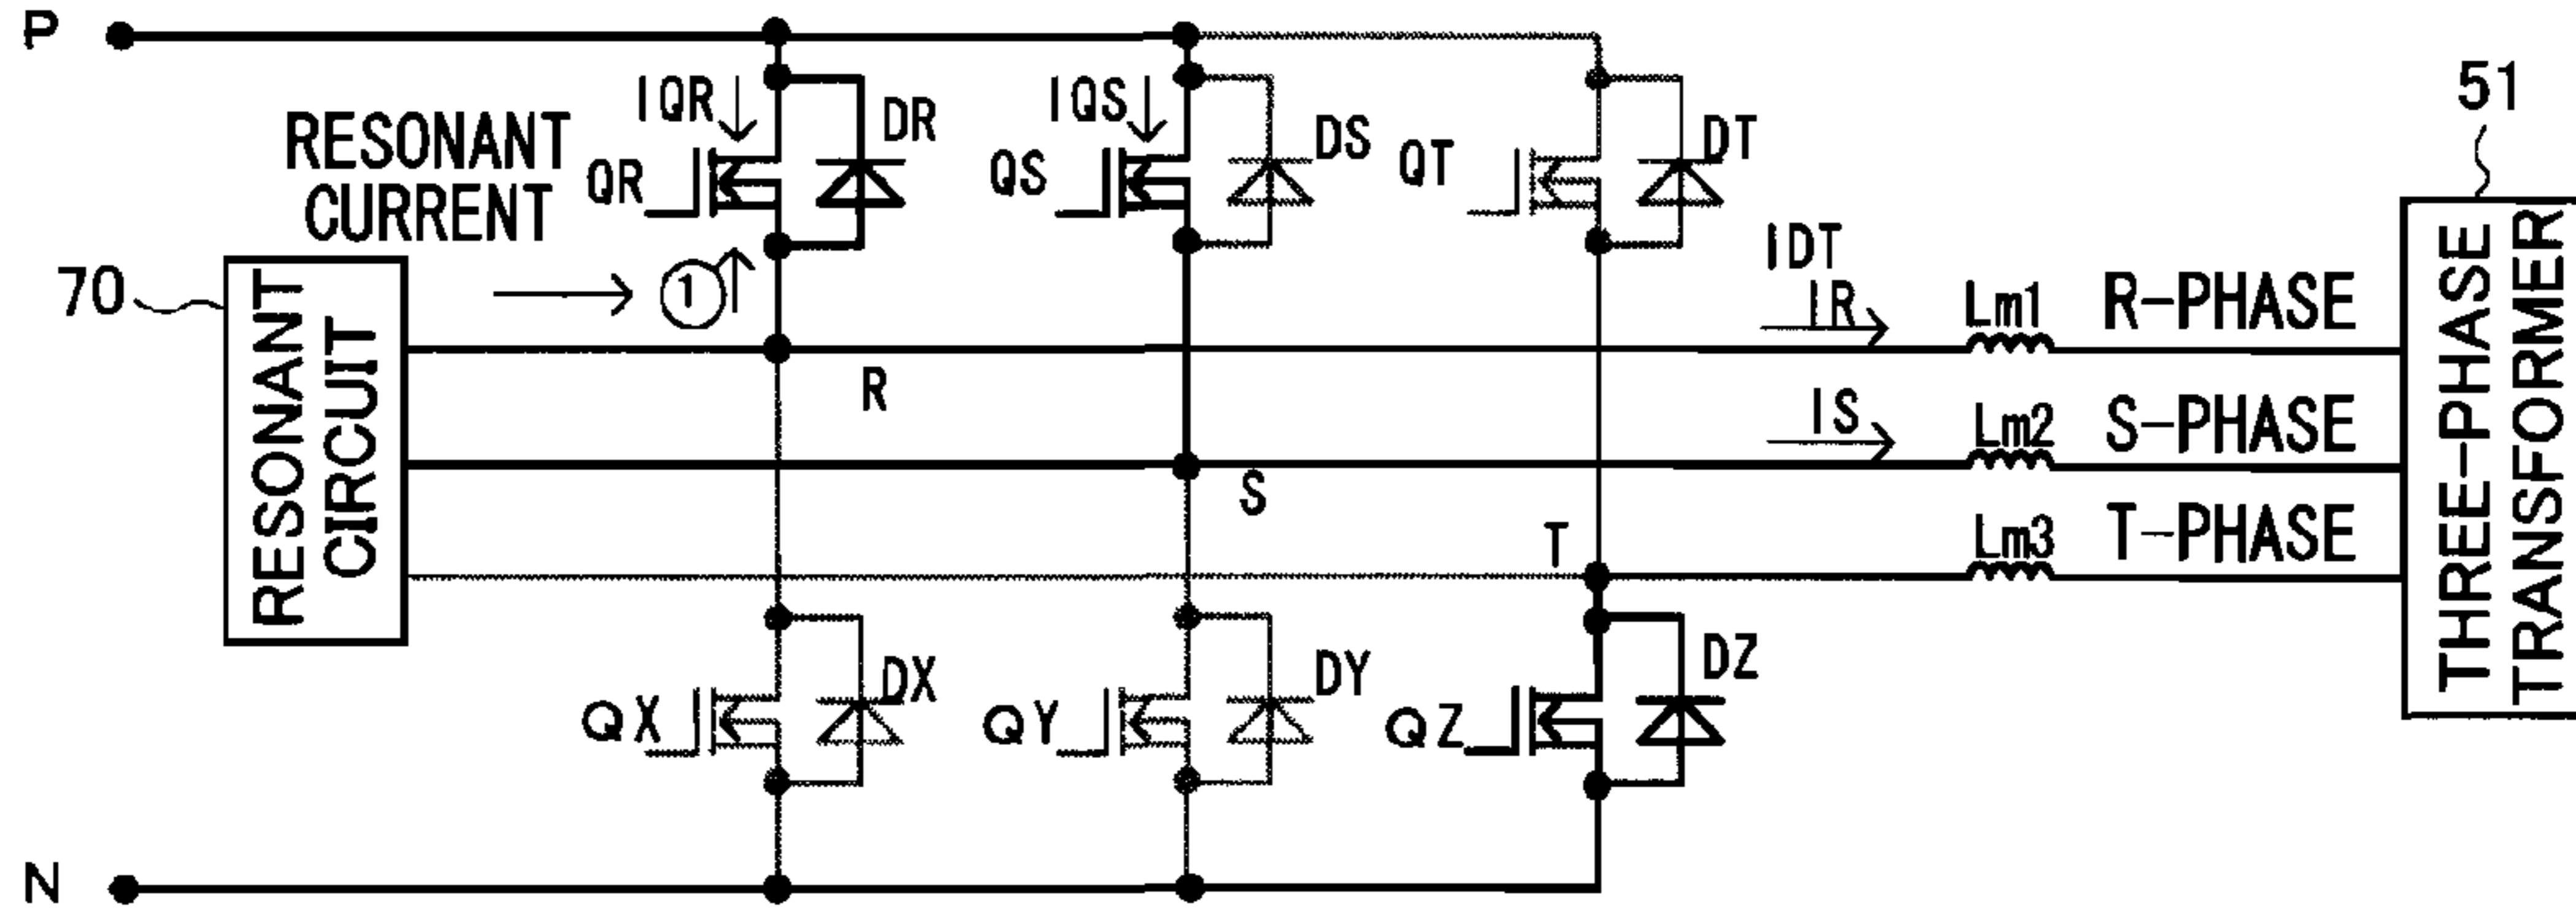 P
IQR
DR
IQS
DS
DT
51
RESONANT
CURRENT
QR
QS
QT
IDT
IR
Lm1
R-PHASE
70
1
RESONANT
CIRCUIT
R
IS
Lm2
S-PHASE
S
T
Lm3
T-PHASE
THREE-PHASE
TRANSFORMER
QX
DX
QY
DY
QZ
DZ
N